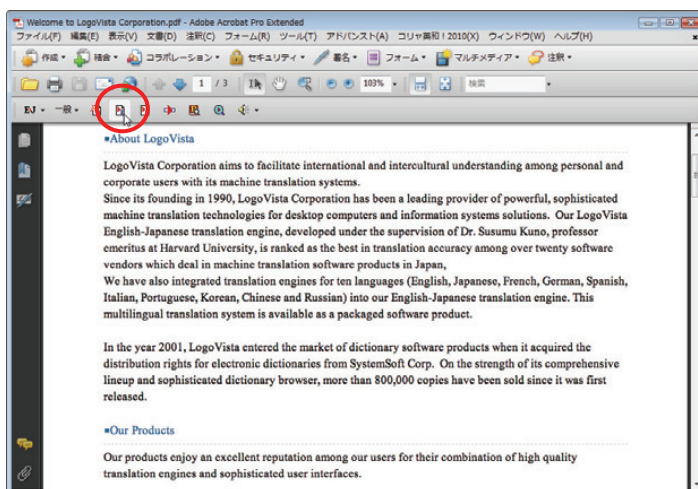 Welcome to LogoVista Corporation.pdf - Adobe Acrobat Pro Extended
ファイル(F) 編集(E) 表示(V) 文書(D) 注釈(C) フォーム(R) ツール(T) アドバンスト(A) コリャ英和!2010(X) ウィンドウ(W) ヘルプ(H)
作成 結合 コラボレーション セキュリティ 署名 フォーム マルチメディア 注釈
1 / 3 103% 検索
EJ 一般
■About LogoVista
LogoVista Corporation aims to facilitate international and intercultural understanding among personal and
corporate users with its machine translation systems.
Since its founding in 1990, LogoVista Corporation has been a leading provider of powerful, sophisticated
machine translation technologies for desktop computers and information systems solutions. Our LogoVista
English-Japanese translation engine, developed under the supervision of Dr. Susumu Kuno, professor
emeritus at Harvard University, is ranked as the best in translation accuracy among over twenty software
vendors which deal in machine translation software products in Japan,
We have also integrated translation engines for ten languages (English, Japanese, French, German, Spanish,
Italian, Portuguese, Korean, Chinese and Russian) into our English-Japanese translation engine. This
multilingual translation system is available as a packaged software product.
In the year 2001, LogoVista entered the market of dictionary software products when it acquired the
distribution rights for electronic dictionaries from SystemSoft Corp. On the strength of its comprehensive
lineup and sophisticated dictionary browser, more than 800,000 copies have been sold since it was first
released.
■Our Products
Our products enjoy an excellent reputation among our users for their combination of high quality
translation engines and sophisticated user interfaces.